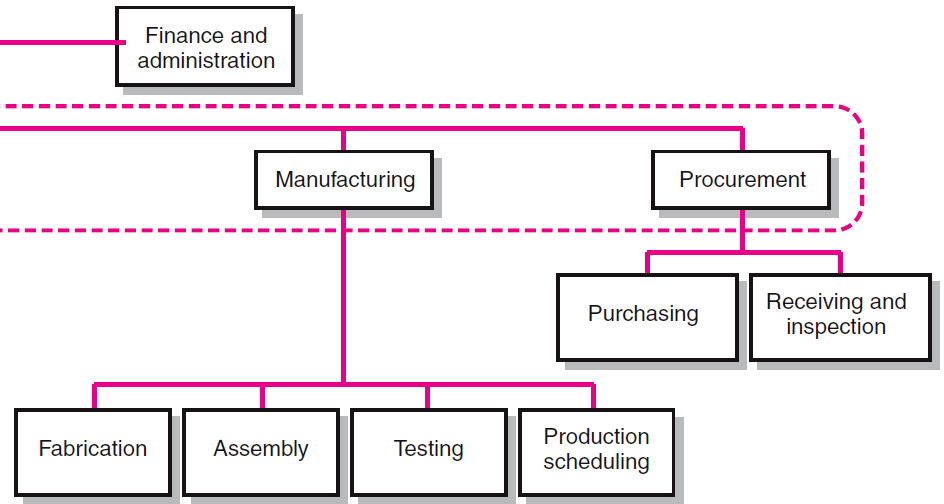 Finance and
administration
Manufacturing
Procurement
Purchasing
Receiving and
inspection
Fabrication
Assembly
Testing
Production
scheduling